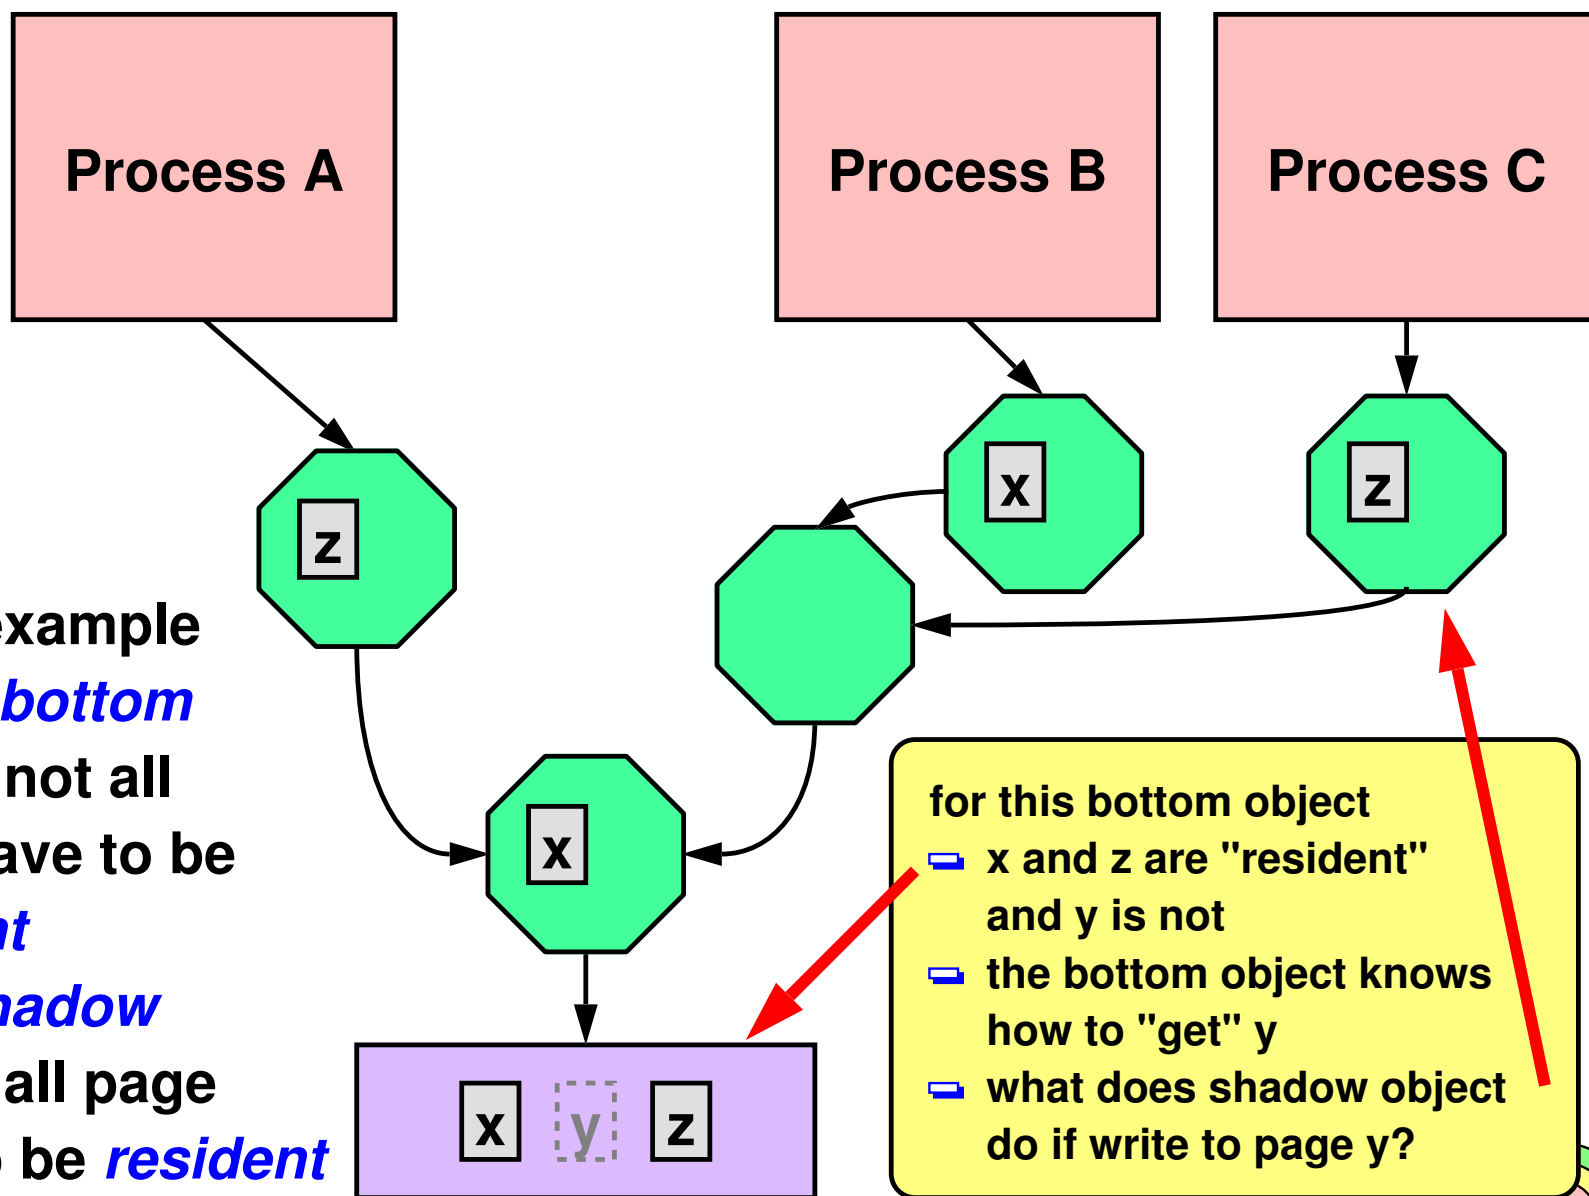 Process A
Process B
Process C
z
x
z
x
example
bottom
not all
ave to be
nt
hadow
all page
o be resident
for this bottom object
x and z are "resident"
and y is not
the bottom object knows
how to "get" y
what does shadow object
do if write to page y?
x y z